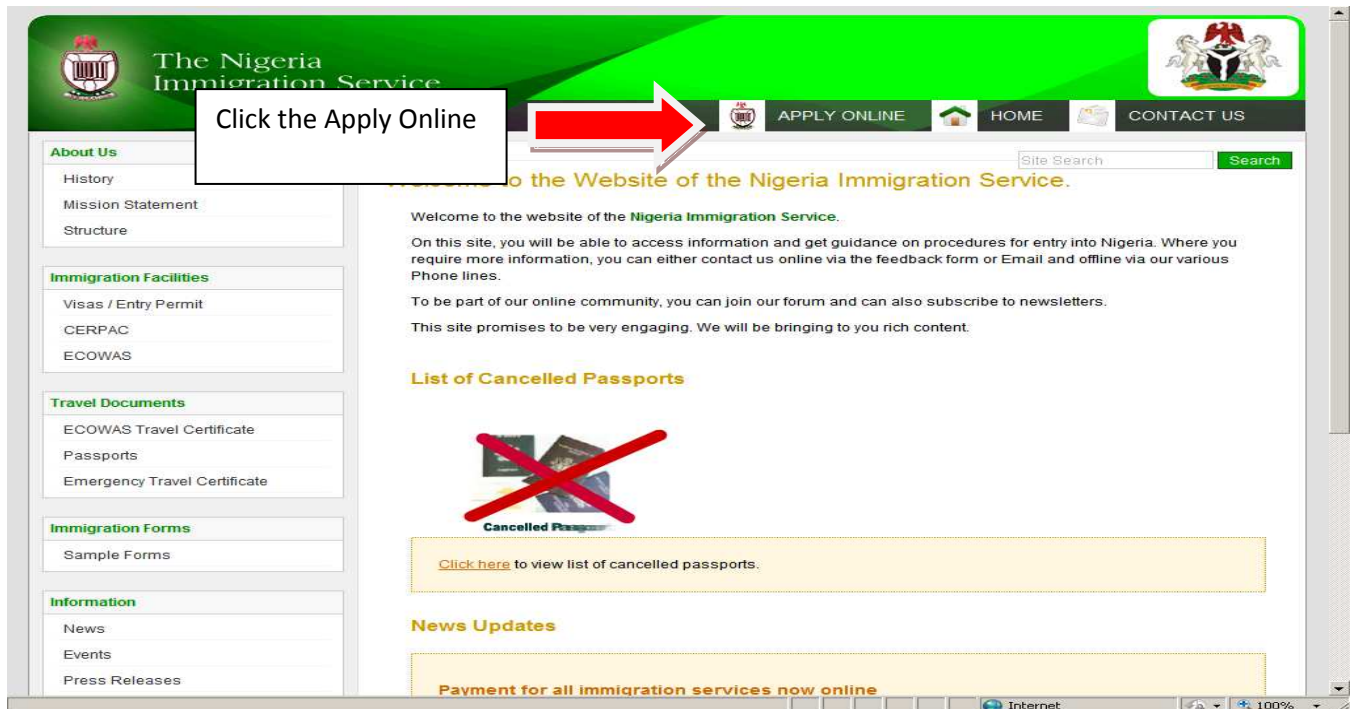 The Nigeria
Immigration Service
Click the Apply Online
APPLY ONLINE
HOME
CONTACT US
Site Search
Search
About Us
History
Mission Statement
Structure
Immigration Facilities
Visas / Entry Permit
CERPAC
ECOWAS
Travel Documents
ECOWAS Travel Certificate
Passports
Emergency Travel Certificate
Immigration Forms
Sample Forms
Information
News
Events
Press Releases
Welcome to the Website of the Nigeria Immigration Service.
Welcome to the website of the Nigeria Immigration Service.
On this site, you will be able to access information and get guidance on procedures for entry into Nigeria. Where you
require more information, you can either contact us online via the feedback form or Email and offline via our various
Phone lines.
To be part of our online community, you can join our forum and can also subscribe to newsletters.
This site promises to be very engaging. We will be bringing to you rich content.
List of Cancelled Passports
Cancelled
Click here to view list of cancelled passports.
News Updates
Payment for all immigration services now online
Internet
100%